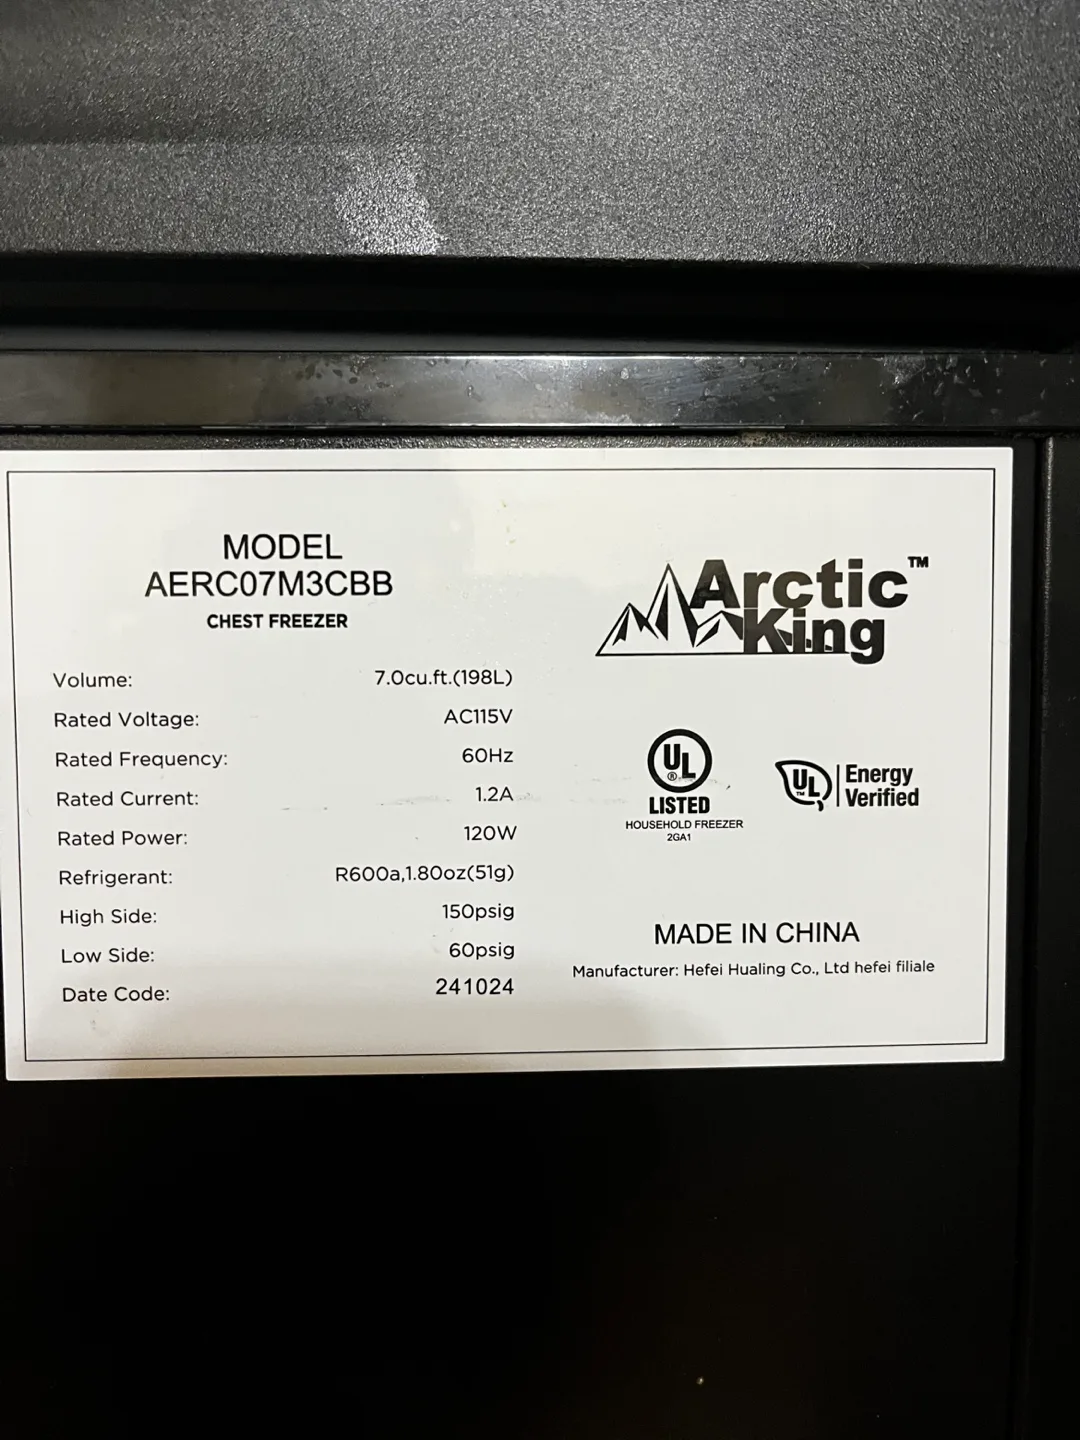 MODEL
AERC07M3CBB
CHEST FREEZER
Volume: 7.0cu.ft.(198L)
Rated Voltage: AC115V
Rated Frequency: 60Hz
Rated Current: 1.2A
Rated Power: 120W
Refrigerant: R600a,1.80oz(51g)
High Side: 150psig
Low Side: 60psig
Date Code: 241024
Arctic™
King
UL
®
LISTED
HOUSEHOLD FREEZER
2GA1
UL™ Energy
Verified
MADE IN CHINA
Manufacturer: Hefei Hualing Co., Ltd hefei filiale